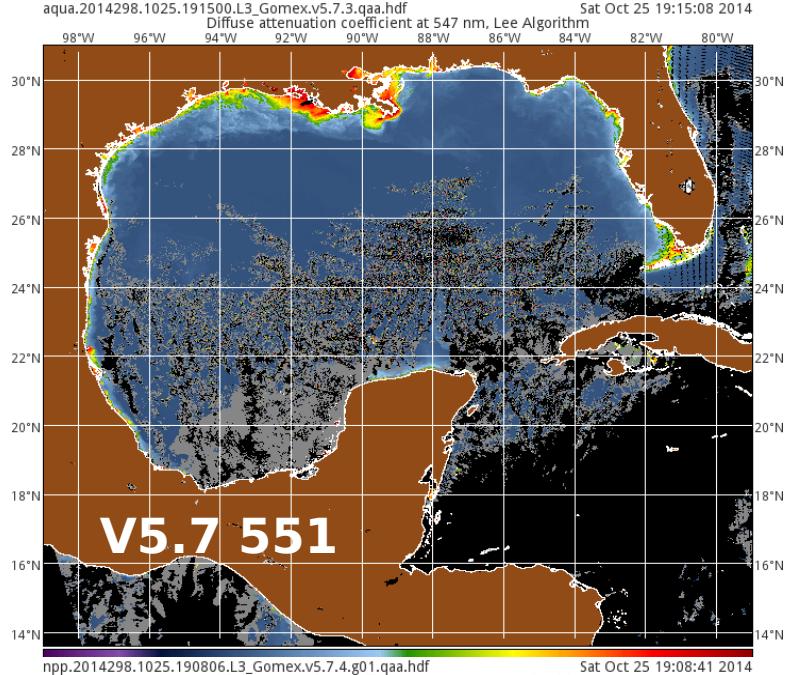 aqua.2014298.1025.191500.L3_Gomex.v5.7.3.qaa.hdf Sat Oct 25 19:15:08 2014
Diffuse attenuation coefficient at 547 nm, Lee Algorithm
98°W 96°W 94°W 92°W 90°W 88°W 86°W 84°W 82°W 80°W
30°N 30°N
28°N 28°N
26°N 26°N
24°N 24°N
22°N 22°N
20°N 20°N
18°N 18°N
V5.7 551
16°N 16°N
14°N 14°N
npp.2014298.1025.190806.L3_Gomex.v5.7.4.g01.qaa.hdf Sat Oct 25 19:08:41 2014